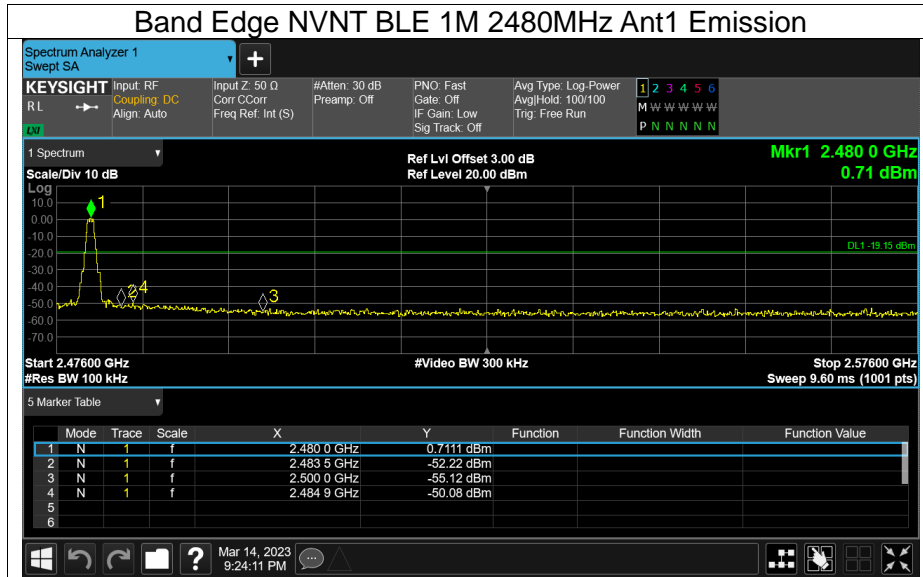 Band Edge NVNT BLE 1M 2480MHz Ant1 Emission
Spectrum Analyzer 1
Swept SA
+
KEYSIGHT Input: RF Input Z: 50 Ω #Atten: 30 dB PNO: Fast Avg Type: Log-Power 1 2 3 4 5 6
R L Coupling: DC Corr CCorr Preamp: Off Gate: Off Avg|Hold: 100/100 M W W W W W
Align: Auto Freq Ref: Int (S) IF Gain: Low Trig: Free Run
LXI Sig Track: Off P N N N N N
1 Spectrum Ref Lvl Offset 3.00 dB Mkr1 2.480 0 GHz
Scale/Div 10 dB Ref Level 20.00 dBm 0.71 dBm
Log
10.0 1
0.00
-10.0
DL1 -19.15 dBm
-20.0
-30.0
-40.0 2 4
-50.0 3
-60.0
-70.0
Start 2.47600 GHz #Video BW 300 kHz Stop 2.57600 GHz
#Res BW 100 kHz Sweep 9.60 ms (1001 pts)
5 Marker Table
Mode Trace Scale X Y Function Function Width Function Value
1 N 1 f 2.480 0 GHz 0.7111 dBm
2 N 1 f 2.483 5 GHz -52.22 dBm
3 N 1 f 2.500 0 GHz -55.12 dBm
4 N 1 f 2.484 9 GHz -50.08 dBm
5
6
? Mar 14, 2023
9:24:11 PM